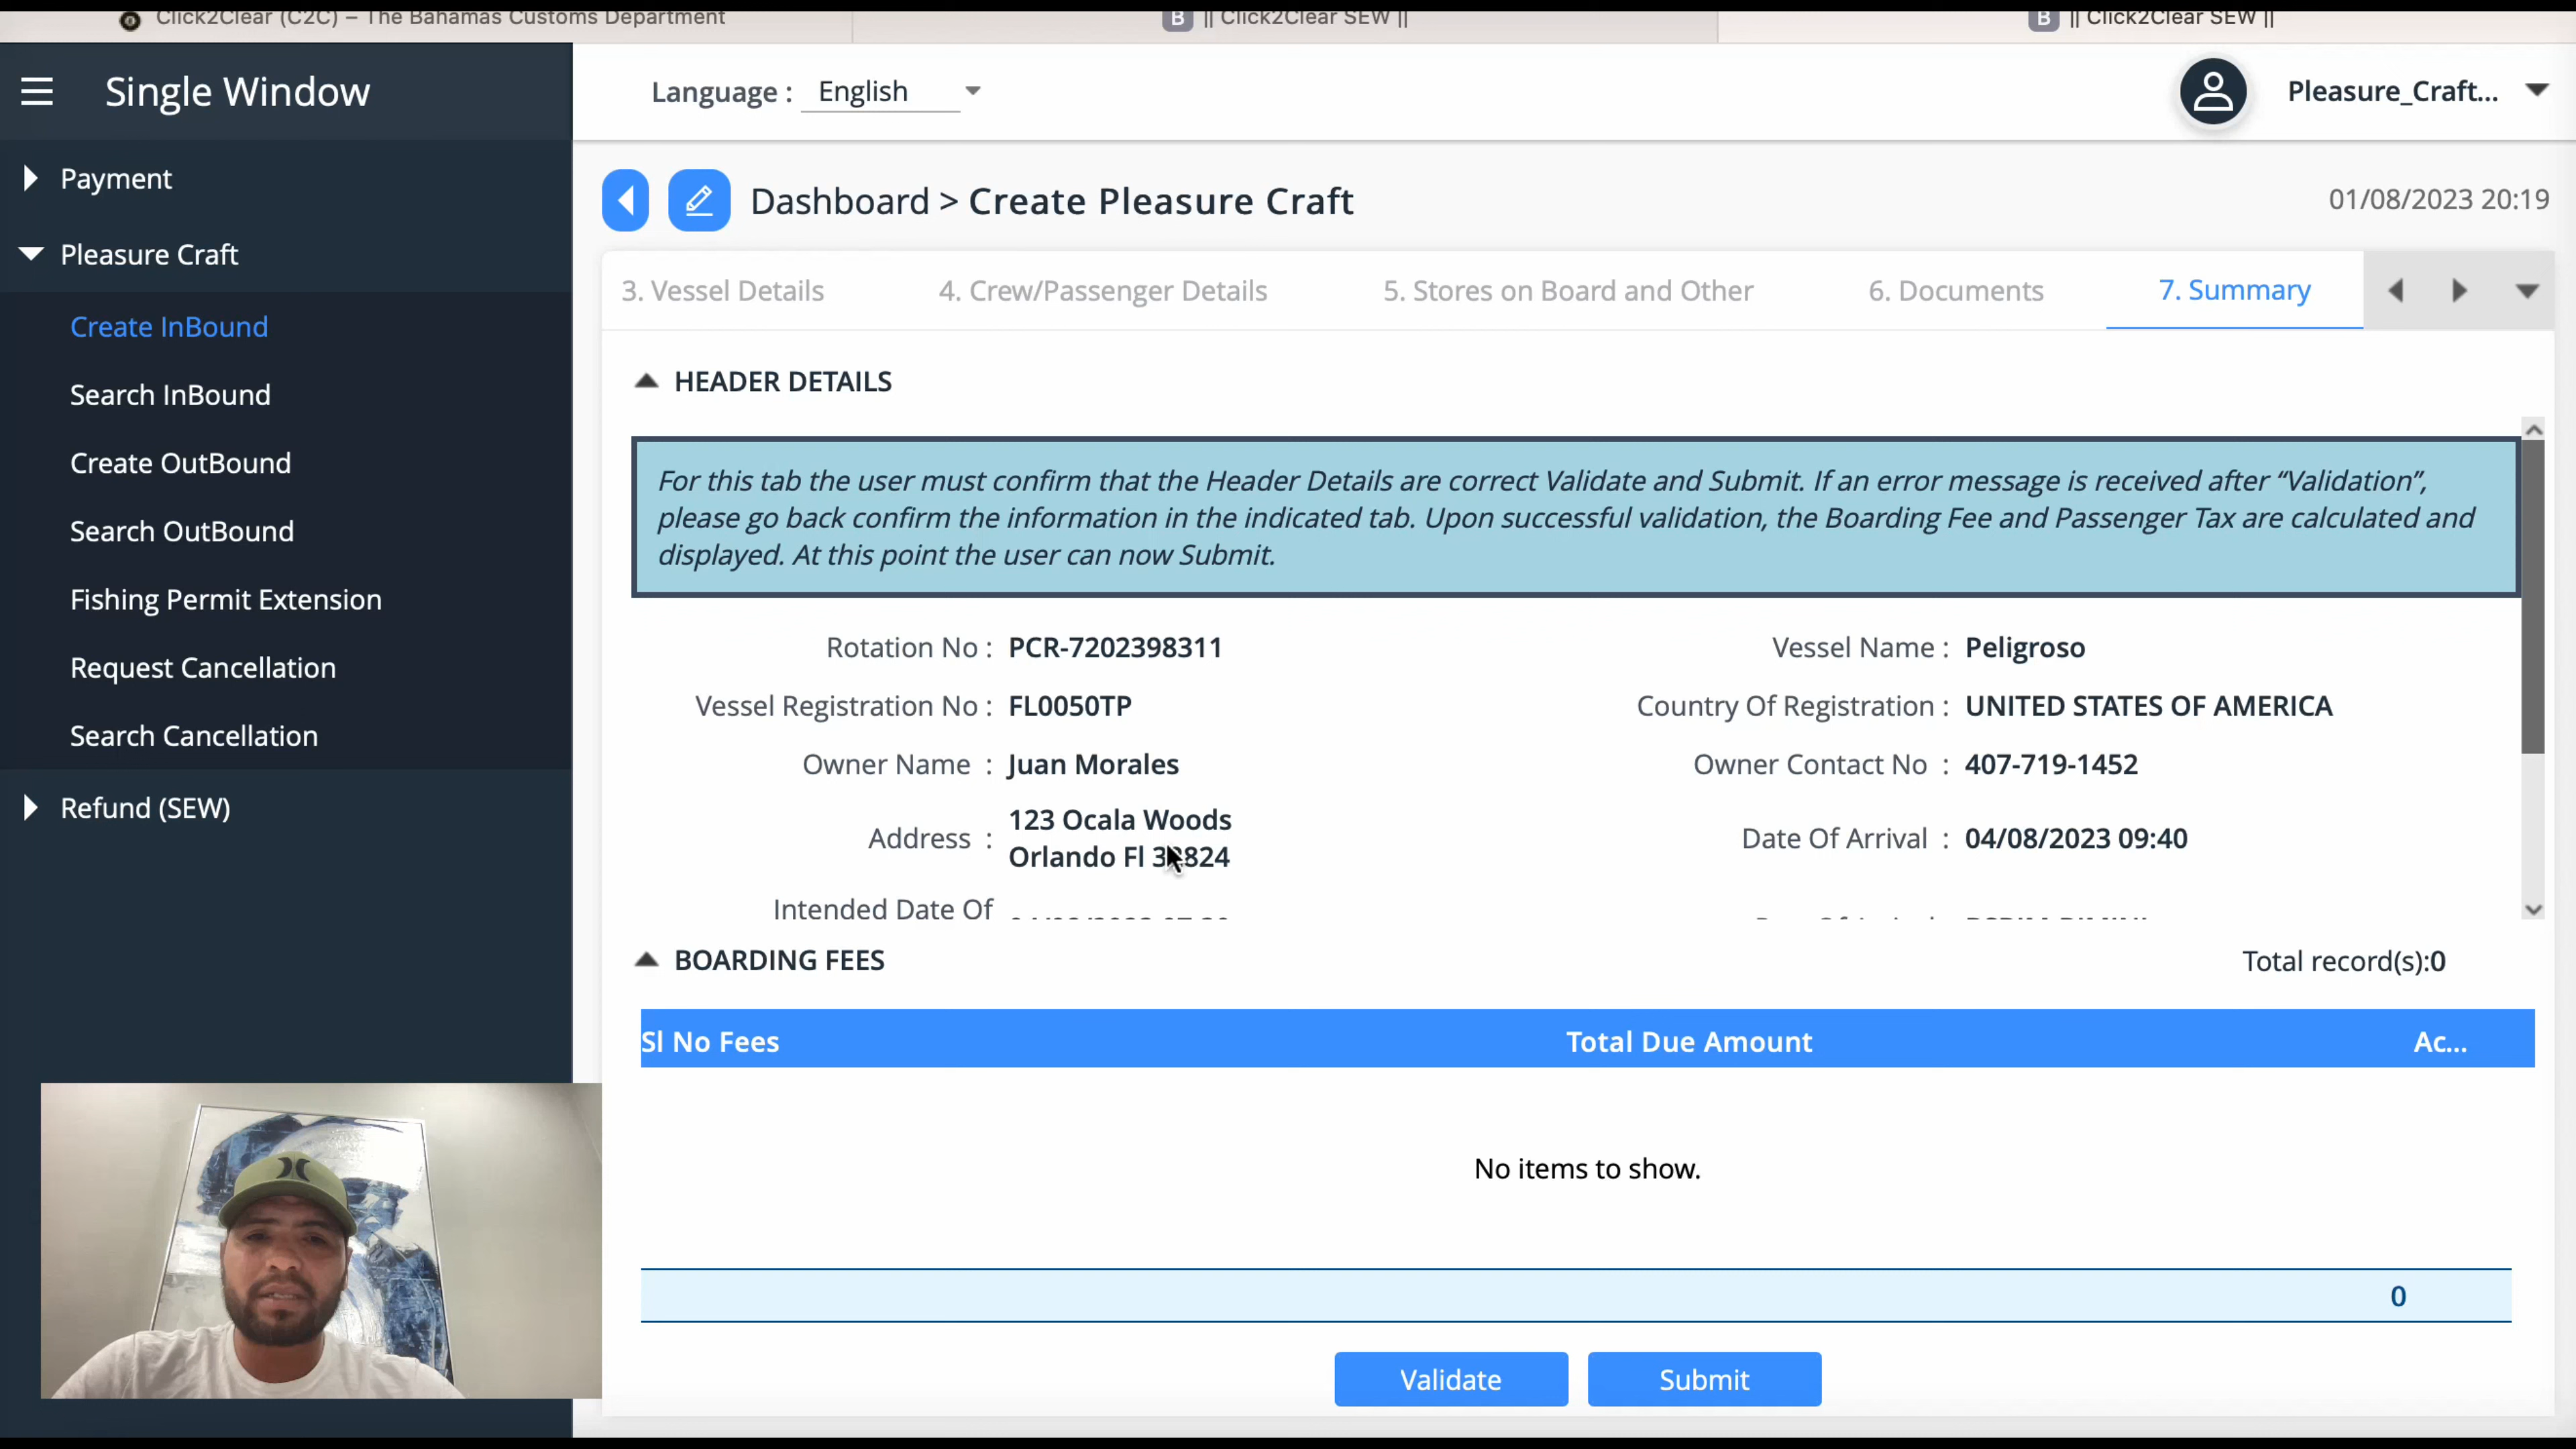 Click2Clear (C2C) – The Bahamas Customs Department
B || Click2Clear SEW ||
B || Click2Clear SEW ||
Single Window
Language : English
Pleasure_Craft...
Payment
Pleasure Craft
Create InBound
Search InBound
Create OutBound
Search OutBound
Fishing Permit Extension
Request Cancellation
Search Cancellation
Refund (SEW)
Dashboard > Create Pleasure Craft
01/08/2023 20:19
3. Vessel Details
4. Crew/Passenger Details
5. Stores on Board and Other
6. Documents
7. Summary
HEADER DETAILS
For this tab the user must confirm that the Header Details are correct Validate and Submit. If an error message is received after “Validation”,
please go back confirm the information in the indicated tab. Upon successful validation, the Boarding Fee and Passenger Tax are calculated and
displayed. At this point the user can now Submit.
Rotation No : PCR-7202398311
Vessel Name : Peligroso
Vessel Registration No : FL0050TP
Country Of Registration : UNITED STATES OF AMERICA
Owner Name : Juan Morales
Owner Contact No : 407-719-1452
Address : 123 Ocala Woods
Orlando Fl
Date Of Arrival : 04/08/2023 09:40
Intended Date Of
BOARDING FEES
Total record(s):0
Sl No Fees
Total Due Amount
Ac...
No items to show.
0
Validate
Submit